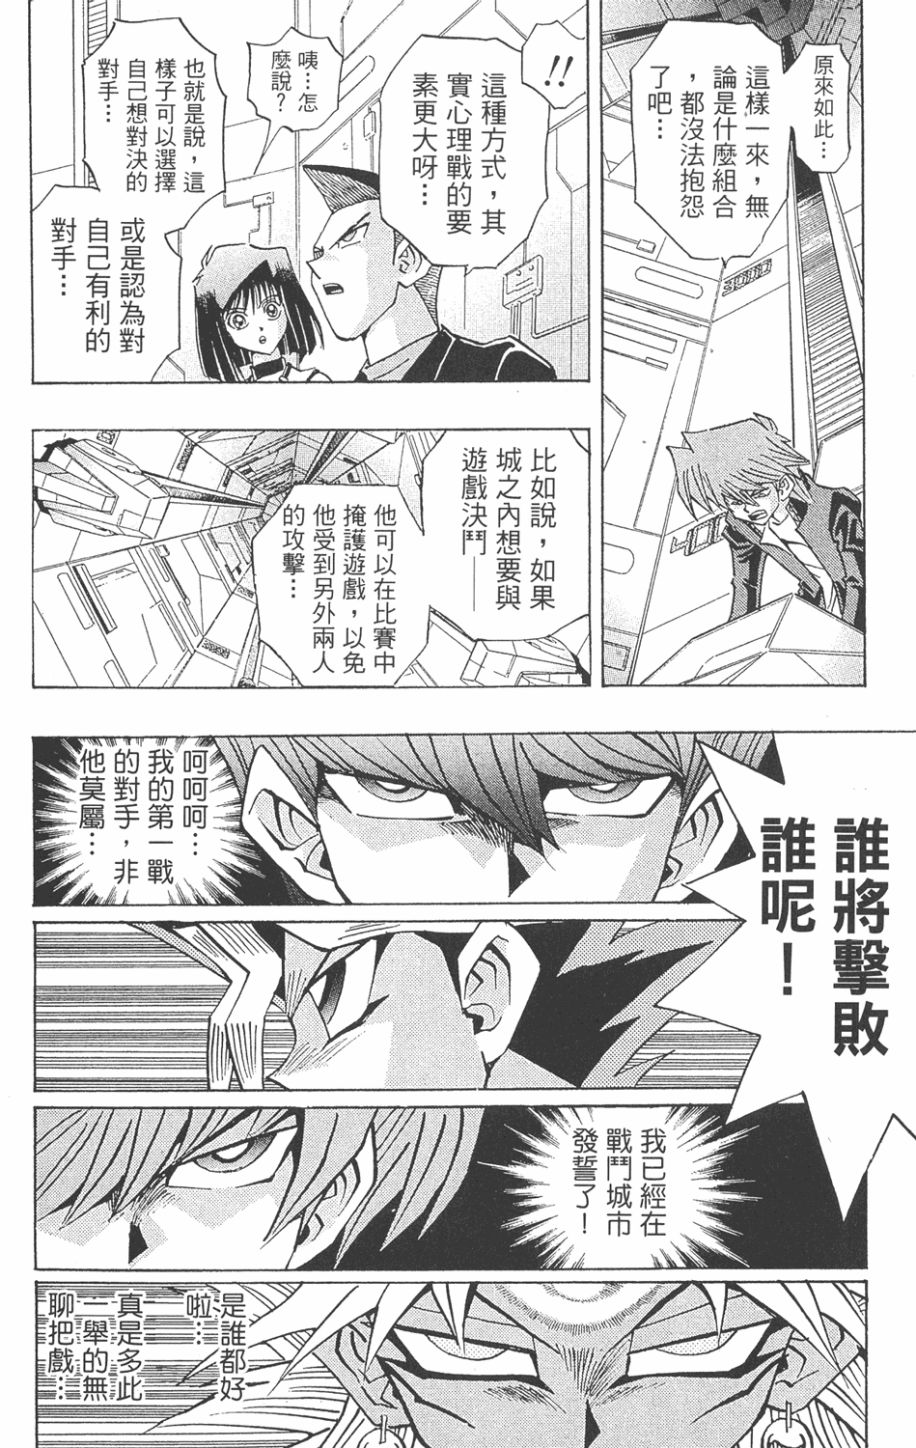 原來如此…
這樣一來，無
論是什麼組合
，都沒法抱怨
了吧…
!!
這種方式，其
實心理戰的要
素更大呀…
咦…怎
麼說？
也就是說，這
樣子可以選擇
自己想對決的
對手…
或是認為對
自己有利的
對手…
比如說，如果
城之內想要與
遊戲決鬥——
他可以在比賽中
掩護遊戲，以免
他受到另外兩人
的攻擊…
誰將擊敗
誰呢！
呵呵呵…
我的第一戰
的對手，非
他莫屬…
我已經在
戰鬥城市
發誓了！
是誰都好
啦…
真是多此
一舉的無
聊把戲…